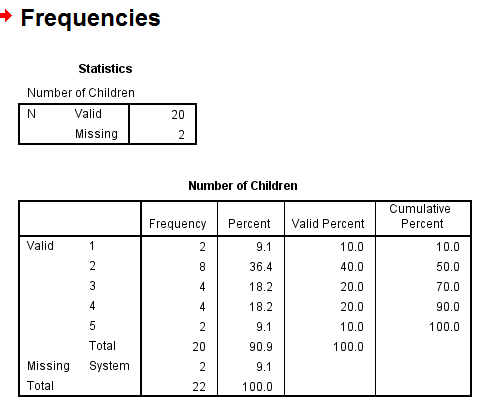 Frequencies
Statistics
Number of Children
N Valid 20
Missing 2
Number of Children
Frequency Percent Valid Percent Cumulative Percent
Valid 1 2 9.1 10.0 10.0
2 8 36.4 40.0 50.0
3 4 18.2 20.0 70.0
4 4 18.2 20.0 90.0
5 2 9.1 10.0 100.0
Total 20 90.9 100.0
Missing System 2 9.1
Total 22 100.0